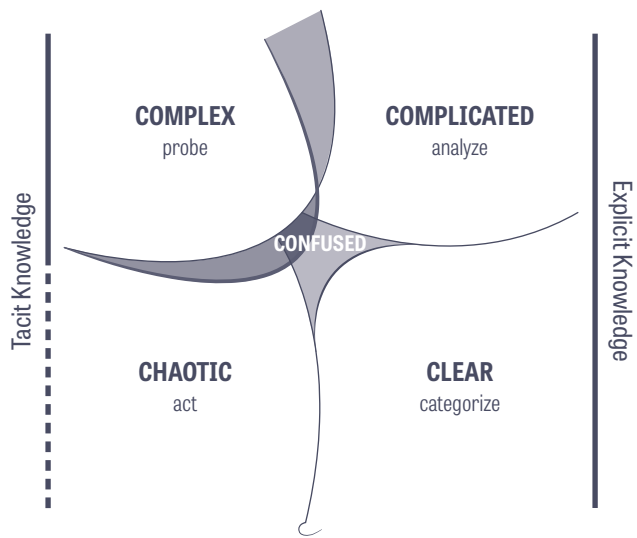 COMPLEX
probe
COMPLICATED
analyze
Tacit Knowledge
CONFUSED
Explicit Knowledge
CHAOTIC
act
CLEAR
categorize